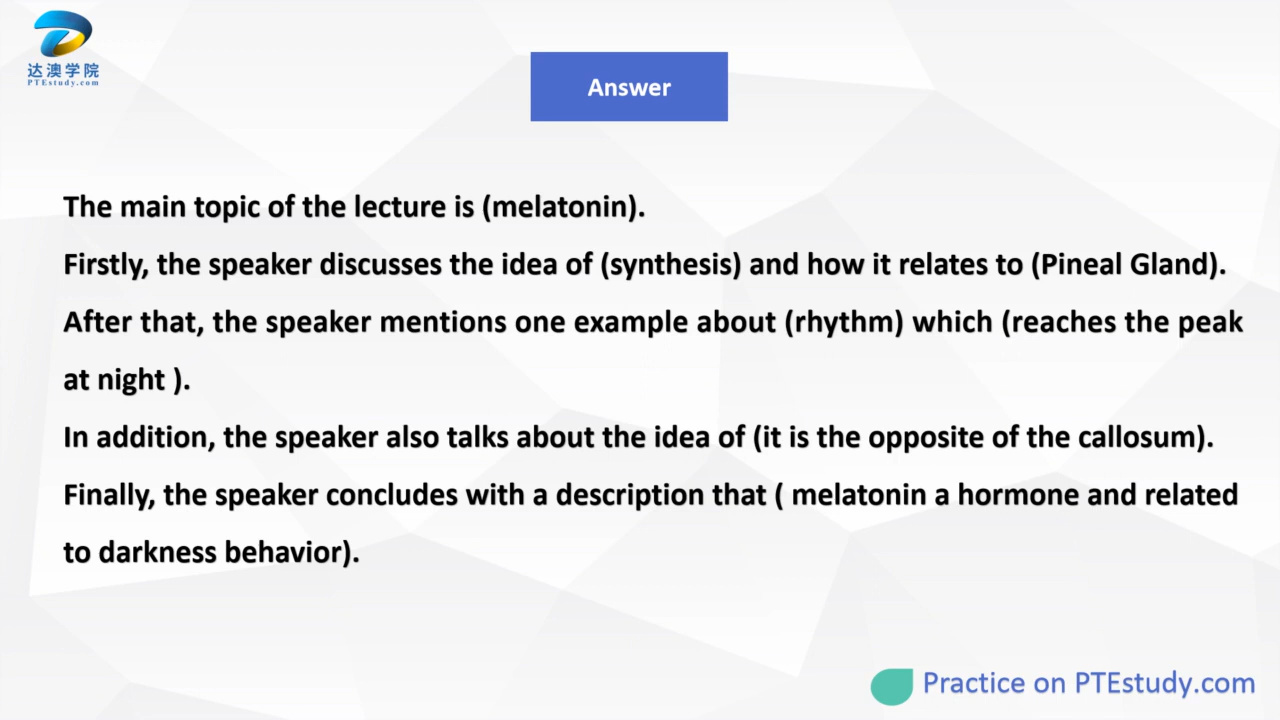 达澳学院
PTEstudy.com
Answer
The main topic of the lecture is (melatonin).
Firstly, the speaker discusses the idea of (synthesis) and how it relates to (Pineal Gland).
After that, the speaker mentions one example about (rhythm) which (reaches the peak
at night ).
In addition, the speaker also talks about the idea of (it is the opposite of the callosum).
Finally, the speaker concludes with a description that ( melatonin a hormone and related
to darkness behavior).
Practice on PTEstudy.com